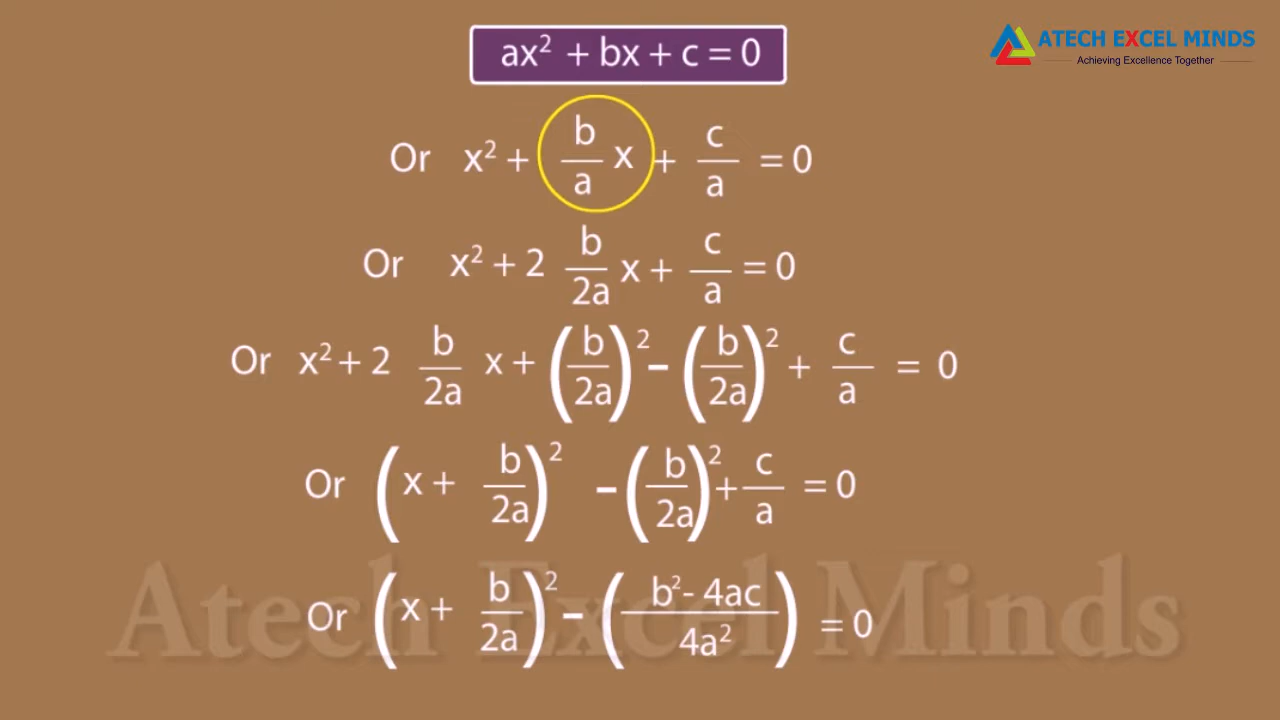 ax² + bx + c = 0
ATECH EXCEL MINDS
Achieving Excellence Together
Or x² + b/a x + c/a = 0
Or x² + 2 b/2a x + c/a = 0
Or x² + 2 b/2a x + (b/2a)² - (b/2a)² + c/a = 0
Or (x + b/2a)² - (b/2a)² + c/a = 0
Or (x + b/2a)² - (b² - 4ac/4a²) = 0
Atech Excel Minds